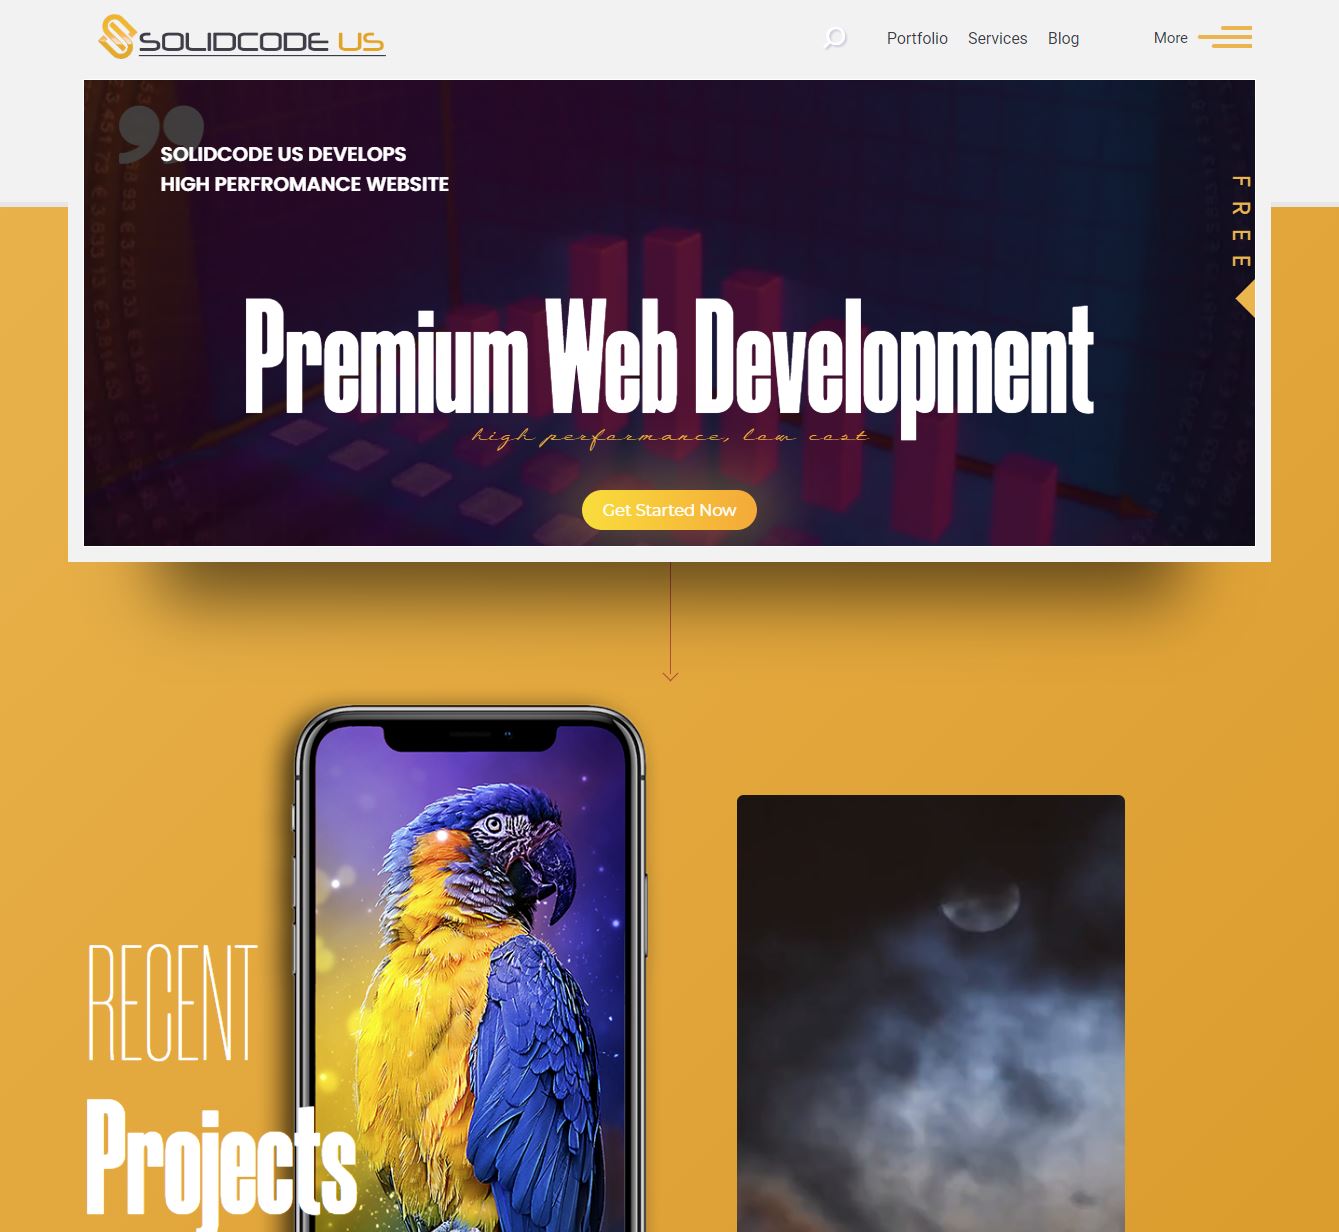 SOLIDCODE US
Portfolio
Services
Blog
More
SOLIDCODE US DEVELOPS
HIGH PERFROMANCE WEBSITE
FREE
Premium Web Development
high performance, low cost
Get Started Now
RECENT
Projects